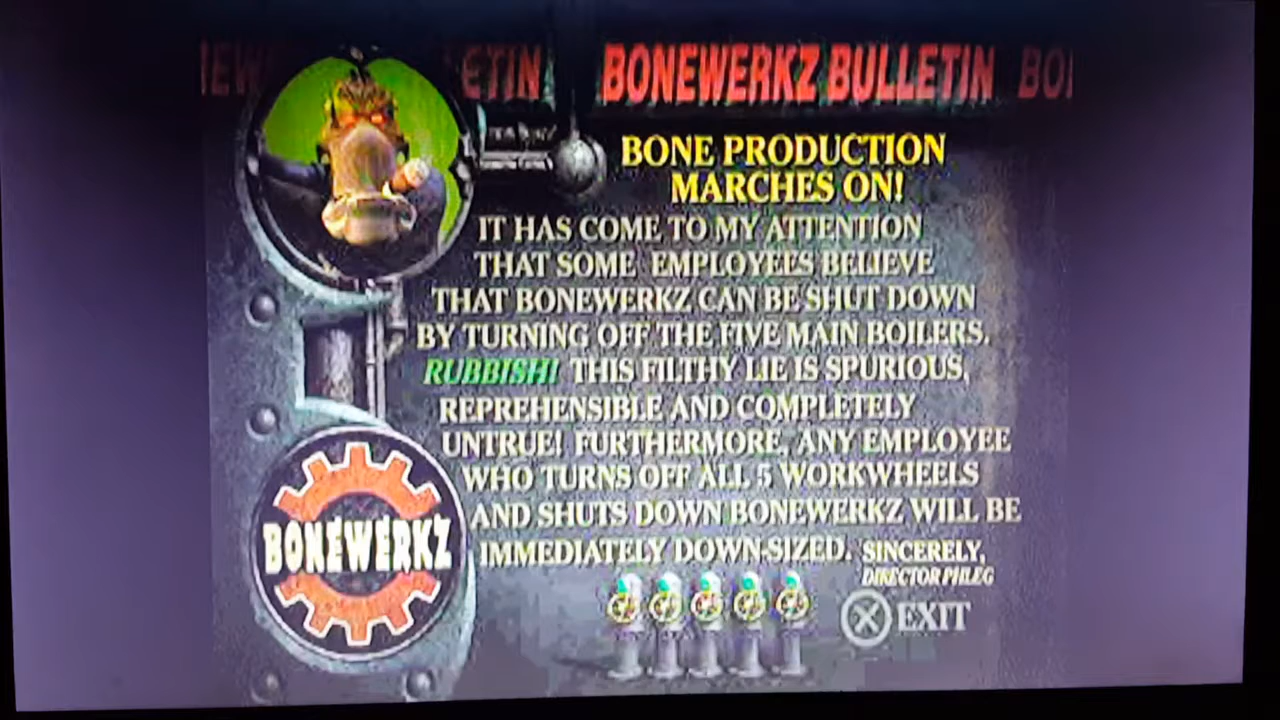 IEW ETIN BONEWERKZ BULLETIN BO
BONE PRODUCTION
MARCHES ON!
IT HAS COME TO MY ATTENTION
THAT SOME EMPLOYEES BELIEVE
THAT BONEWERKZ CAN BE SHUT DOWN
BY TURNING OFF THE FIVE MAIN BOILERS.
RUBBISH! THIS FILTHY LIE IS SPURIOUS,
REPREHENSIBLE AND COMPLETELY
UNTRUE! FURTHERMORE, ANY EMPLOYEE
WHO TURNS OFF ALL 5 WORKWHEELS
AND SHUTS DOWN BONEWERKZ WILL BE
IMMEDIATELY DOWN-SIZED. SINCERELY,
DIRECTOR PHLEG
BONEWERKZ
EXIT